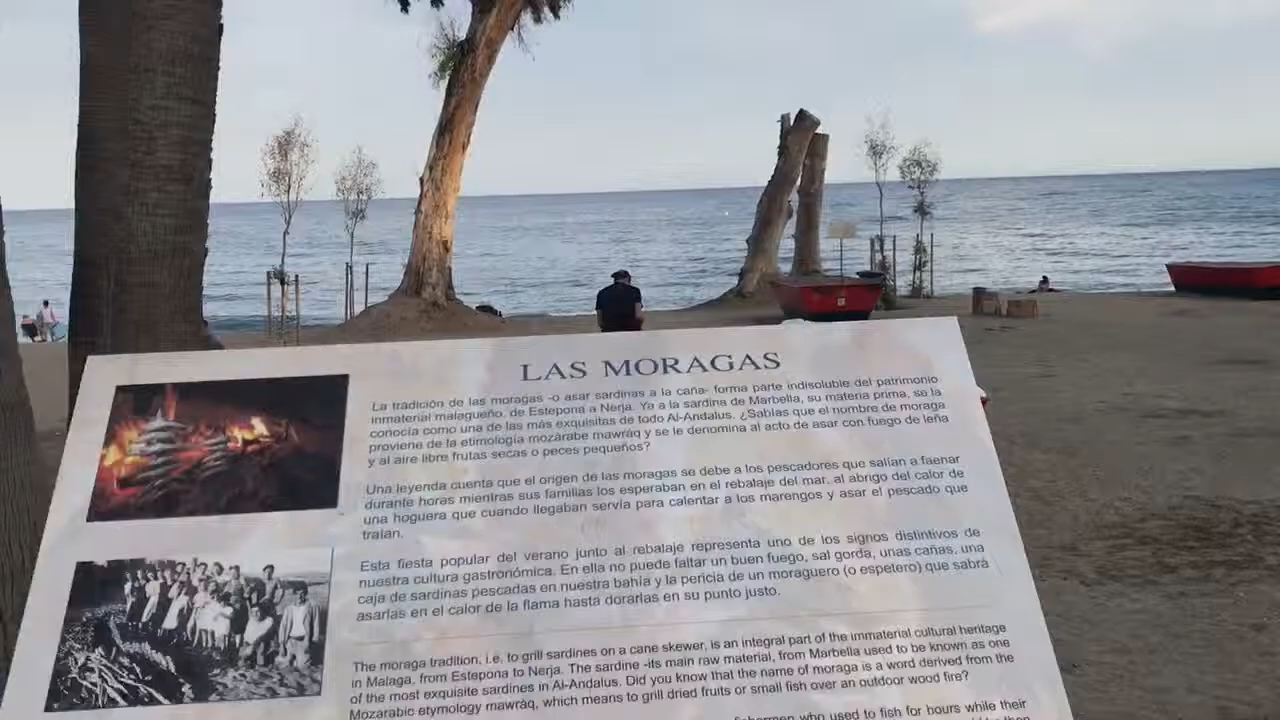 LAS MORAGAS
La tradición de las moragas -o asar sardinas a la caña- forma parte indisoluble del patrimonio
inmaterial malagueño, de Estepona a Nerja. Ya a la sardina de Marbella, su materia prima, se la
conocía como una de las más exquisitas de todo Al-Andalus. ¿Sabías que el nombre de moraga
proviene de la etimología mozárabe mawráq y se le denomina al acto de asar con fuego de leña
y al aire libre frutas secas o peces pequeños?
Una leyenda cuenta que el origen de las moragas se debe a los pescadores que salían a faenar
durante horas mientras sus familias los esperaban en el rebalaje del mar, al abrigo del calor de
una hoguera que cuando llegaban servía para calentar a los marengos y asar el pescado que
traían.
Esta fiesta popular del verano junto al rebalaje representa uno de los signos distintivos de
nuestra cultura gastronómica. En ella no puede faltar un buen fuego, sal gorda, unas cañas, una
caja de sardinas pescadas en nuestra bahía y la pericia de un moraguero (o espetero) que sabrá
asarlas en el calor de la flama hasta dorarlas en su punto justo.
The moraga tradition, i.e. to grill sardines on a cane skewer, is an integral part of the immaterial cultural heritage
in Malaga, from Estepona to Nerja. The sardine -its main raw material, from Marbella used to be known as one
of the most exquisite sardines in Al-Andalus. Did you know that the name of moraga is a word derived from the
Mozarabic etymology mawráq, which means to grill dried fruits or small fish over an outdoor wood fire?
fishermen who used to fish for hours while their